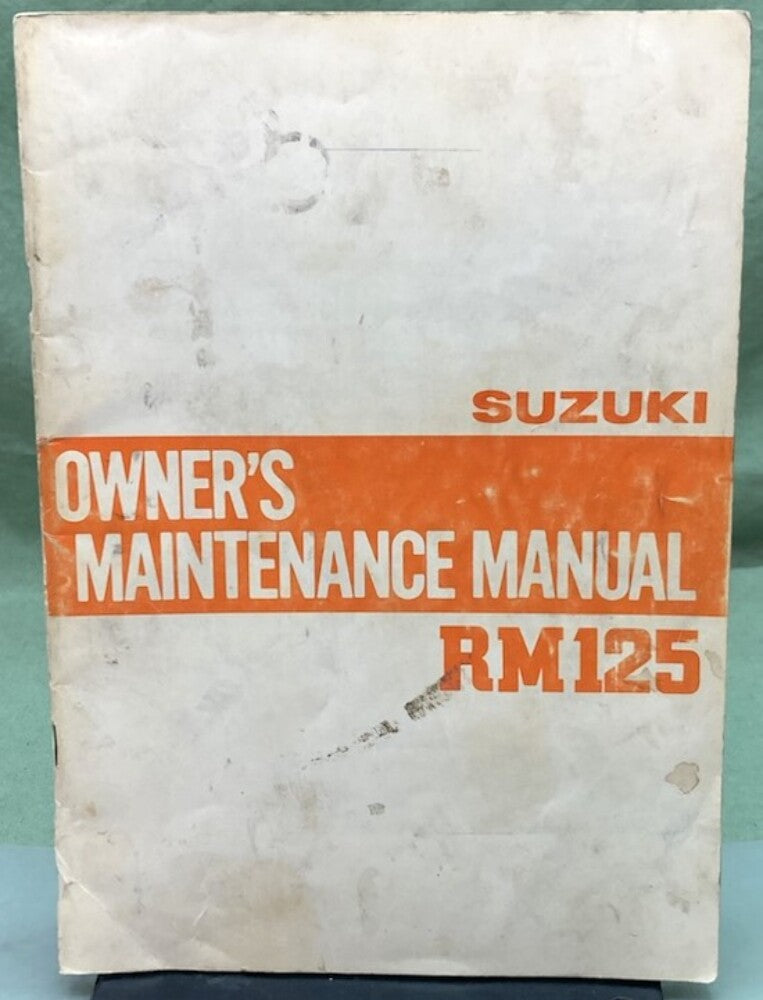 SUZUKI
OWNER'S
MAINTENANCE MANUAL
RM125